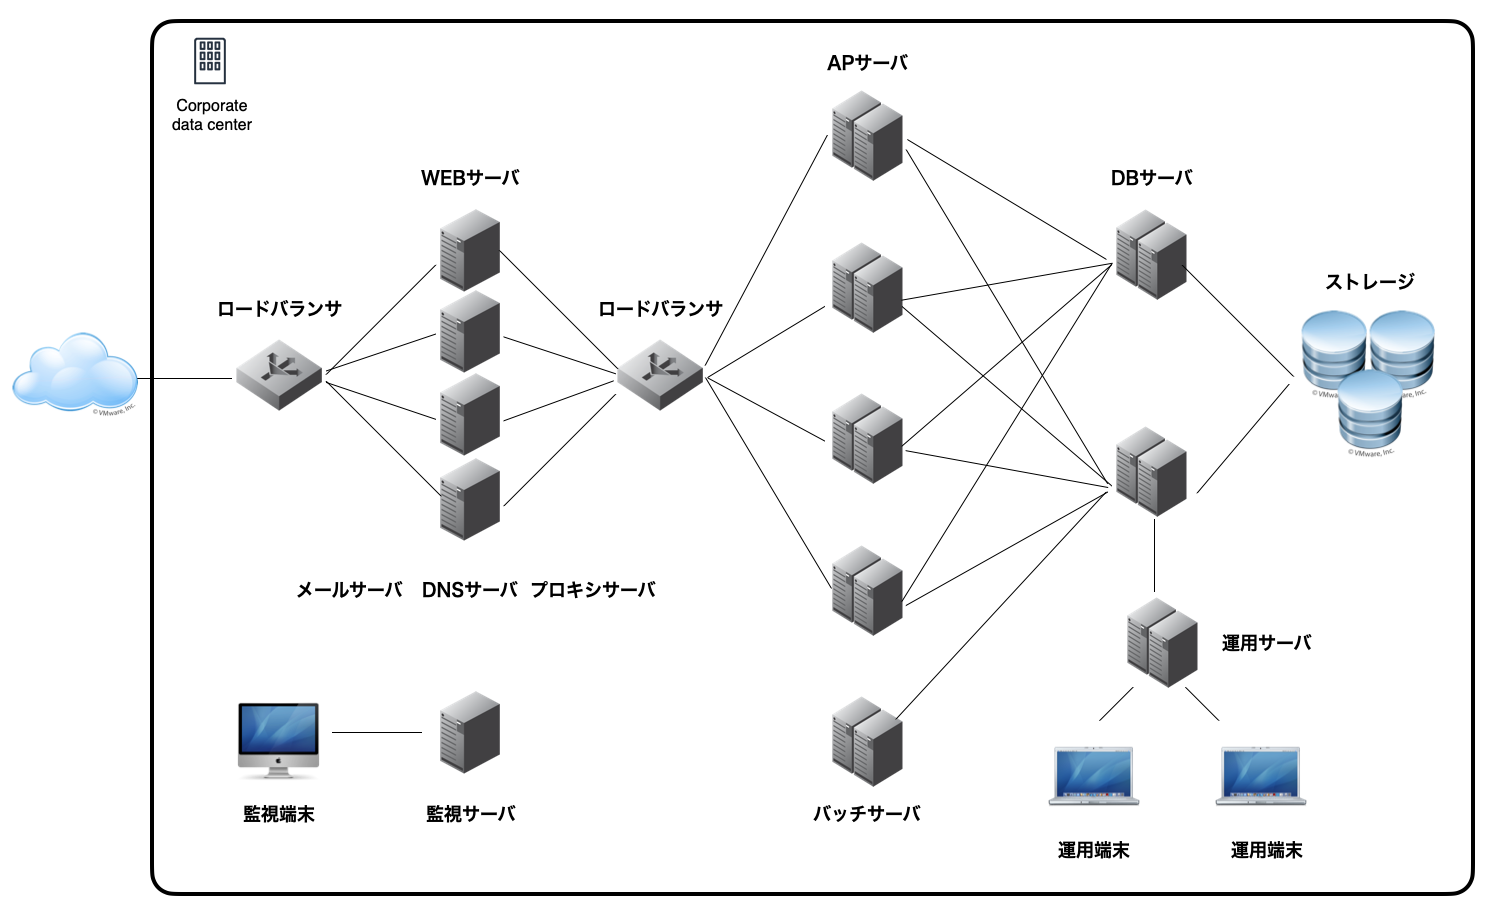 Corporate
data center
APサーバ
WEBサーバ
DBサーバ
ストレージ
ロードバランサ
ロードバランサ
© VMware, Inc.
© VMw
are, Inc.
© VMware, Inc.
メールサーバ DNSサーバ プロキシサーバ
運用サーバ
監視端末
監視サーバ
バッチサーバ
運用端末
運用端末